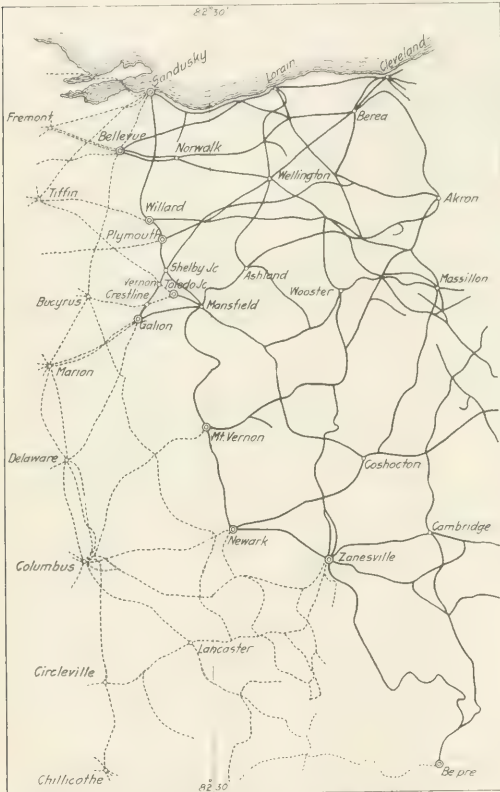 82°30'
Sandusky
Lorain
Cleveland
Fremont
Berea
Bellevue
Norwalk
Wellington
Tiffin
Akron
Willard
Plymouth
Shelby Jc
Vernon
Toledo Jc
Ashland
Massillon
Crestline
Wooster
Bucyrus
Mansfield
Galion
Marion
Mt. Vernon
Delaware
Coshocton
Newark
Cambridge
Columbus
Zanesville
Lancaster
Circleville
Be pre
Chillicothe
82°30